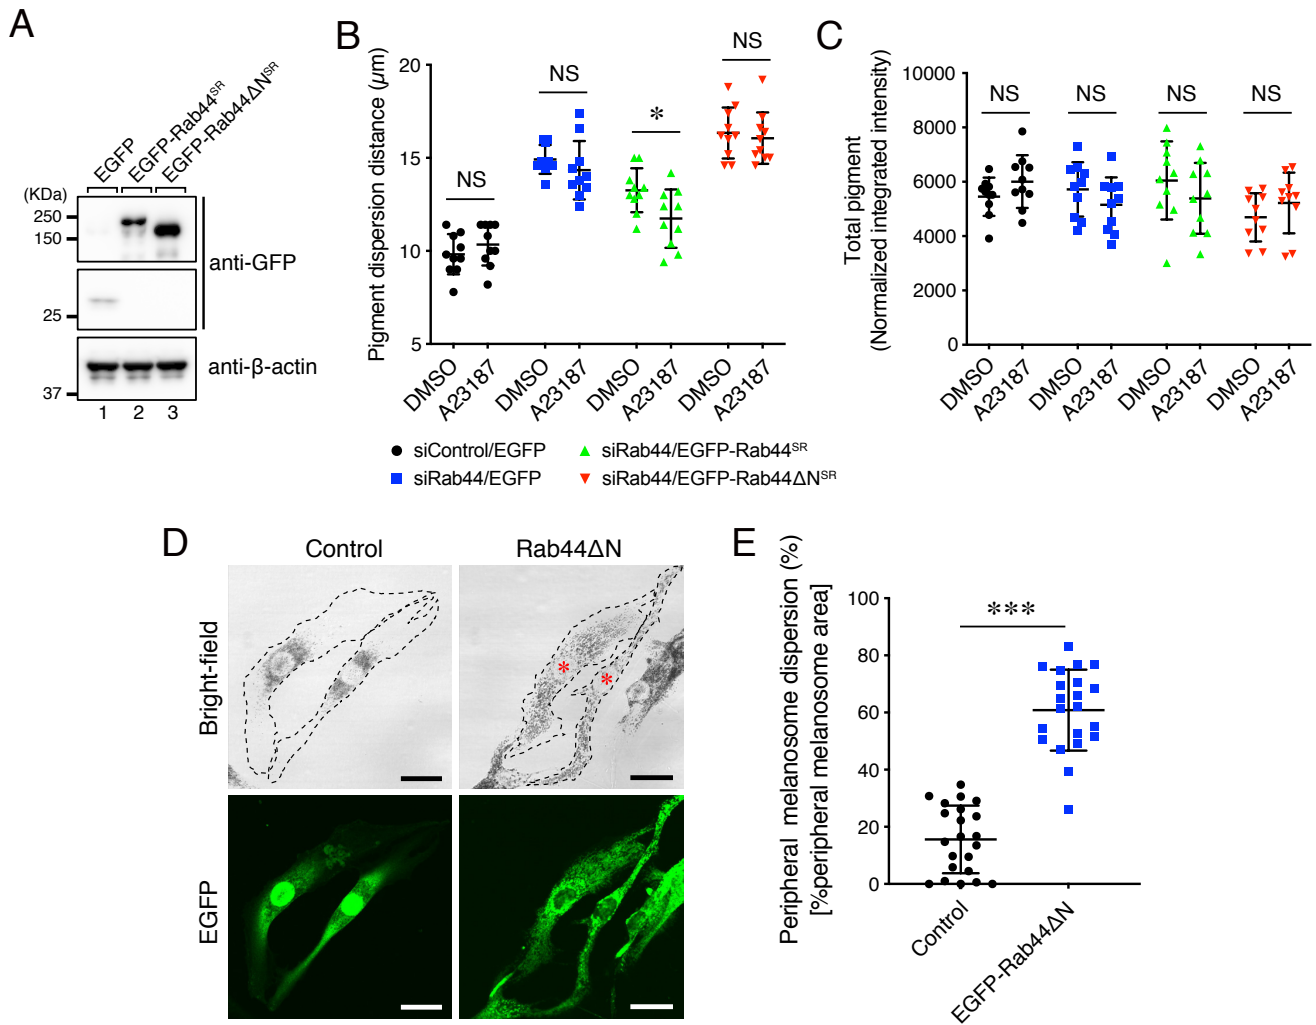 A
EGFP
EGFP-Rab44SR
EGFP-Rab44ΔNSR
(KDa)
250
150
25
37
anti-GFP
anti-β-actin
1 2 3
B
Pigment dispersion distance (µm)
20
15
10
5
NS
NS
*
NS
DMSO
A23187
DMSO
A23187
DMSO
A23187
DMSO
A23187
C
Total pigment
(Normalized integrated intensity)
10000
8000
6000
4000
2000
0
NS
NS
NS
NS
DMSO
A23187
DMSO
A23187
DMSO
A23187
DMSO
A23187
siControl/EGFP
siRab44/EGFP
siRab44/EGFP-Rab44SR
siRab44/EGFP-Rab44ΔNSR
D
Control
Rab44ΔN
Bright-field
*
*
EGFP
E
Peripheral melanosome dispersion (%)
[%peripheral melanosome area]
100
80
60
40
20
0
***
Control
EGFP-Rab44ΔN